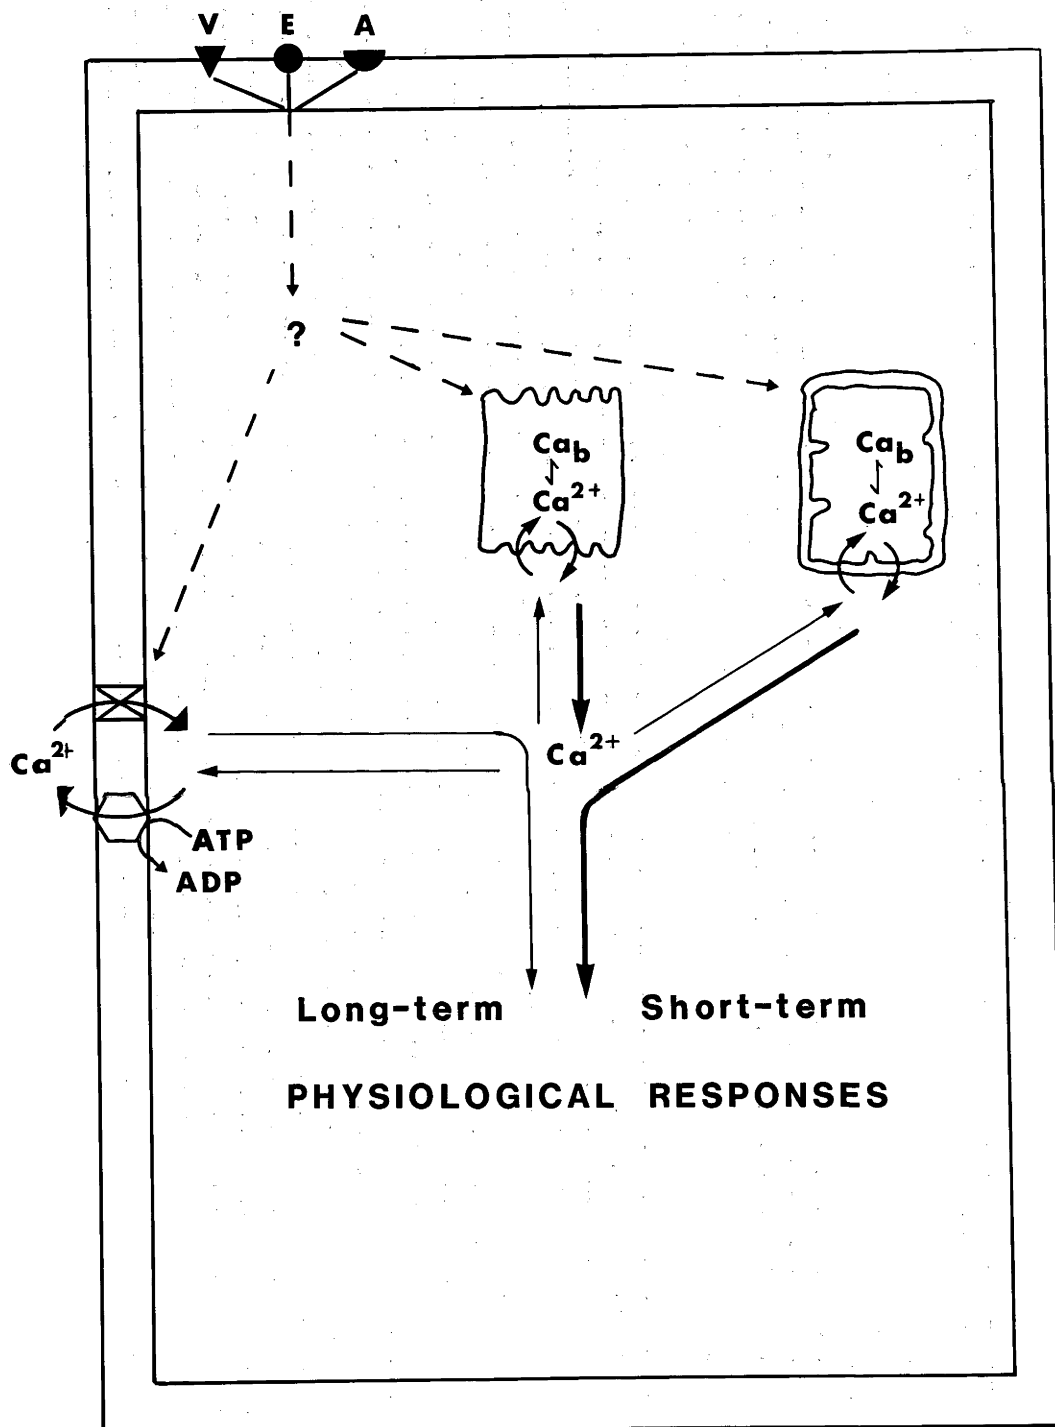 V E A
?
Ca_b
Ca²⁺
Ca_b
Ca²⁺
Ca²⁺
Ca²⁺
ATP
ADP
Long-term Short-term
PHYSIOLOGICAL RESPONSES